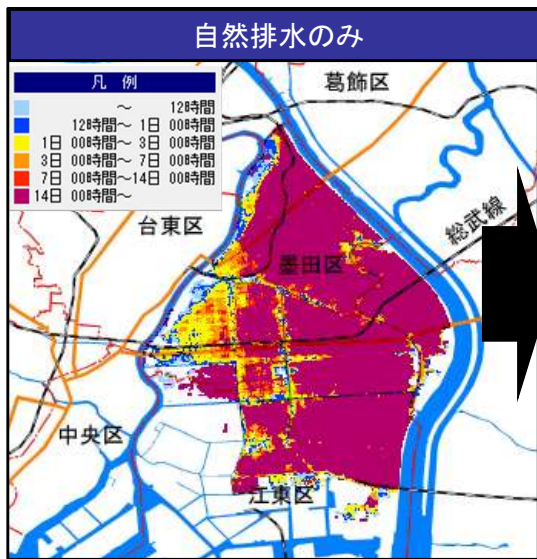 自然排水のみ
凡 例
～ 12時間
12時間～ 1日 00時間
1日 00時間～ 3日 00時間
3日 00時間～ 7日 00時間
7日 00時間～14日 00時間
14日 00時間～
葛飾区
台東区
総武線
墨田区
中央区
江東区